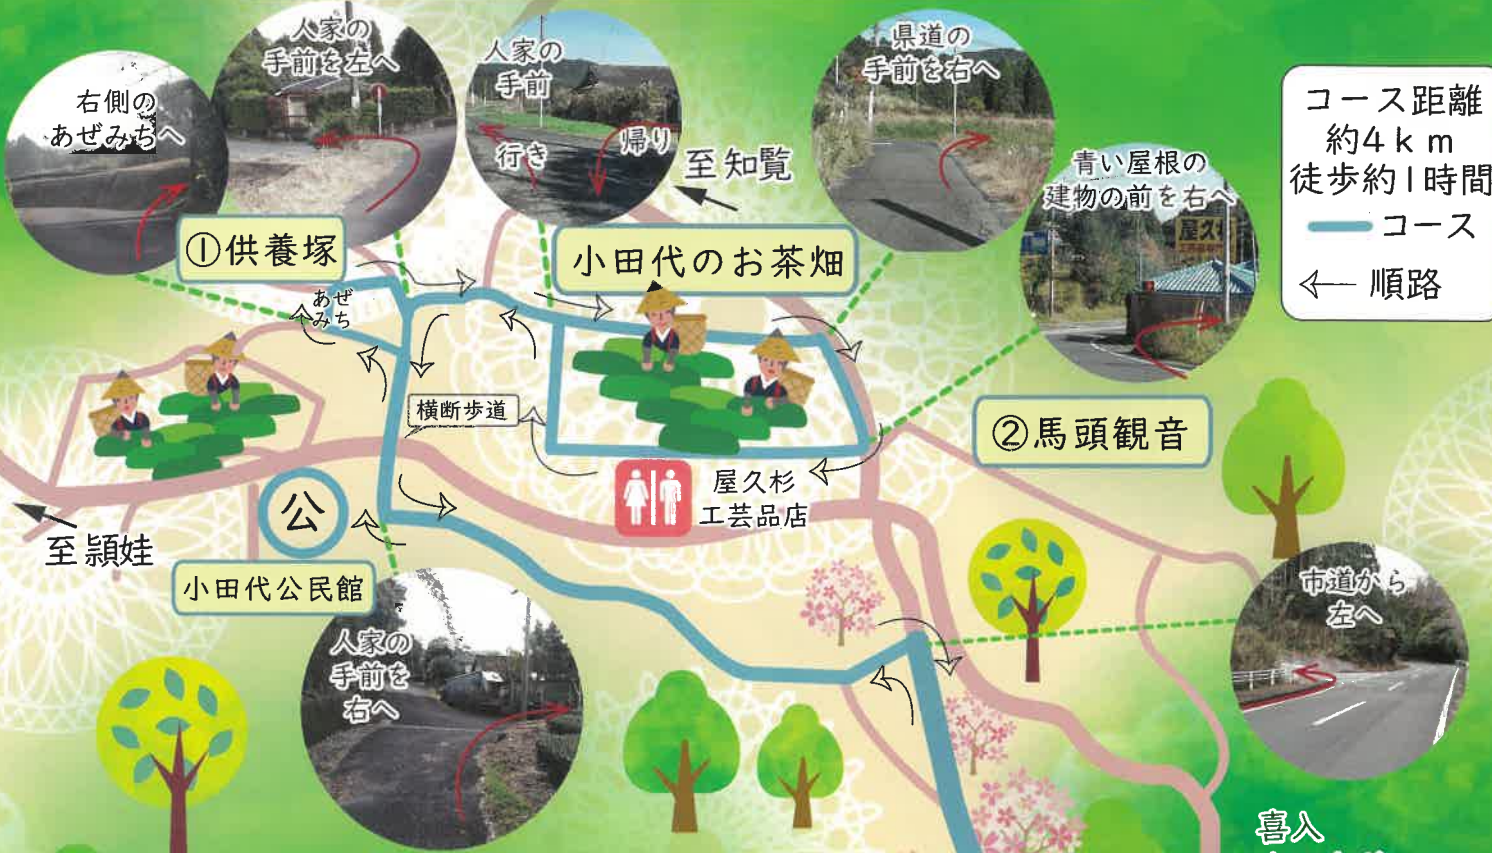 人家の
手前を左へ
人家の
手前
県道の
手前を右へ
右側の
あぜみちへ
行き
帰り
至知覧
青い屋根の
建物の前を右へ
屋久杉
コース距離
約4km
徒歩約1時間
コース
順路
①供養塚
小田代のお茶畑
あぜ
みち
横断歩道
②馬頭観音
屋久杉
工芸品店
公
至頴娃
小田代公民館
人家の
手前を
右へ
市道から
左へ
喜入